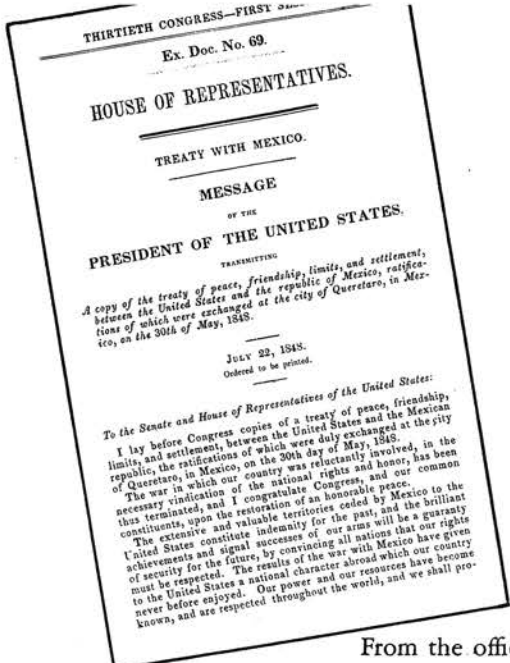 THIRTIETH CONGRESS—FIRST
Ex. Doc. No. 69.
HOUSE OF REPRESENTATIVES.
TREATY WITH MEXICO.
MESSAGE
OF THE
PRESIDENT OF THE UNITED STATES,
TRANSMITTING
A copy of the treaty of peace, friendship, limits, and settlement,
between the United States and the republic of Mexico, ratifica-
tions of which were exchanged at the city of Queretaro, in Mex-
ico, on the 30th of May, 1848.
JULY 22, 1848.
Ordered to be printed.
To the Senate and House of Representatives of the United States:
I lay before Congress copies of a treaty of peace, friendship,
limits, and settlement, between the United States and the Mexican
republic, the ratifications of which were duly exchanged at the city
of Queretaro, in Mexico, on the 30th day of May, 1848.
The war in which our country was reluctantly involved, in the
necessary vindication of the national rights and honor, has been
thus terminated, and I congratulate Congress, and our common
constituents, upon the restoration of an honorable peace.
The extensive and valuable territories ceded by Mexico to the
United States constitute indemnity for the past, and the brilliant
achievements and signal successes of our arms will be a guaranty
of security for the future, by convincing all nations that our rights
must be respected. The results of the war with Mexico have given
to the United States a national character abroad which our country
never before enjoyed. Our power and our resources have become
known, and are respected throughout the world, and we shall pro-
From the offi